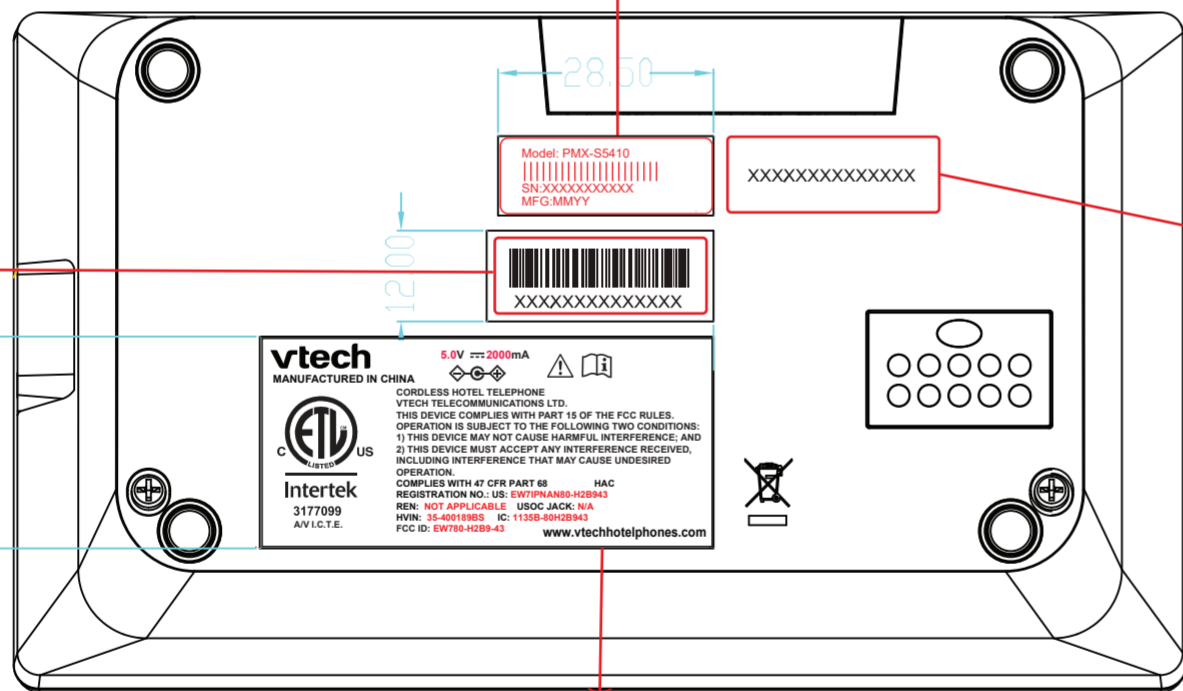 28.50
Model: PMX-S5410
SN:XXXXXXXXXXX
MFG:MMYY
XXXXXXXXXXXXXX
12.00
XXXXXXXXXXXXXX
vtech
MANUFACTURED IN CHINA
5.0V 2000mA
CORDLESS HOTEL TELEPHONE
VTECH TELECOMMUNICATIONS LTD.
THIS DEVICE COMPLIES WITH PART 15 OF THE FCC RULES.
OPERATION IS SUBJECT TO THE FOLLOWING TWO CONDITIONS:
1) THIS DEVICE MAY NOT CAUSE HARMFUL INTERFERENCE; AND
2) THIS DEVICE MUST ACCEPT ANY INTERFERENCE RECEIVED,
INCLUDING INTERFERENCE THAT MAY CAUSE UNDESIRED
OPERATION.
COMPLIES WITH 47 CFR PART 68 HAC
REGISTRATION NO.: US: EW7IPNAN80-H2B943
REN: NOT APPLICABLE USOC JACK: N/A
HVIN: 35-400189BS IC: 1135B-80H2B943
FCC ID: EW780-H2B9-43
www.vtechhotelphones.com
ETL CM
LISTED
C US
Intertek
3177099
A/V I.C.T.E.